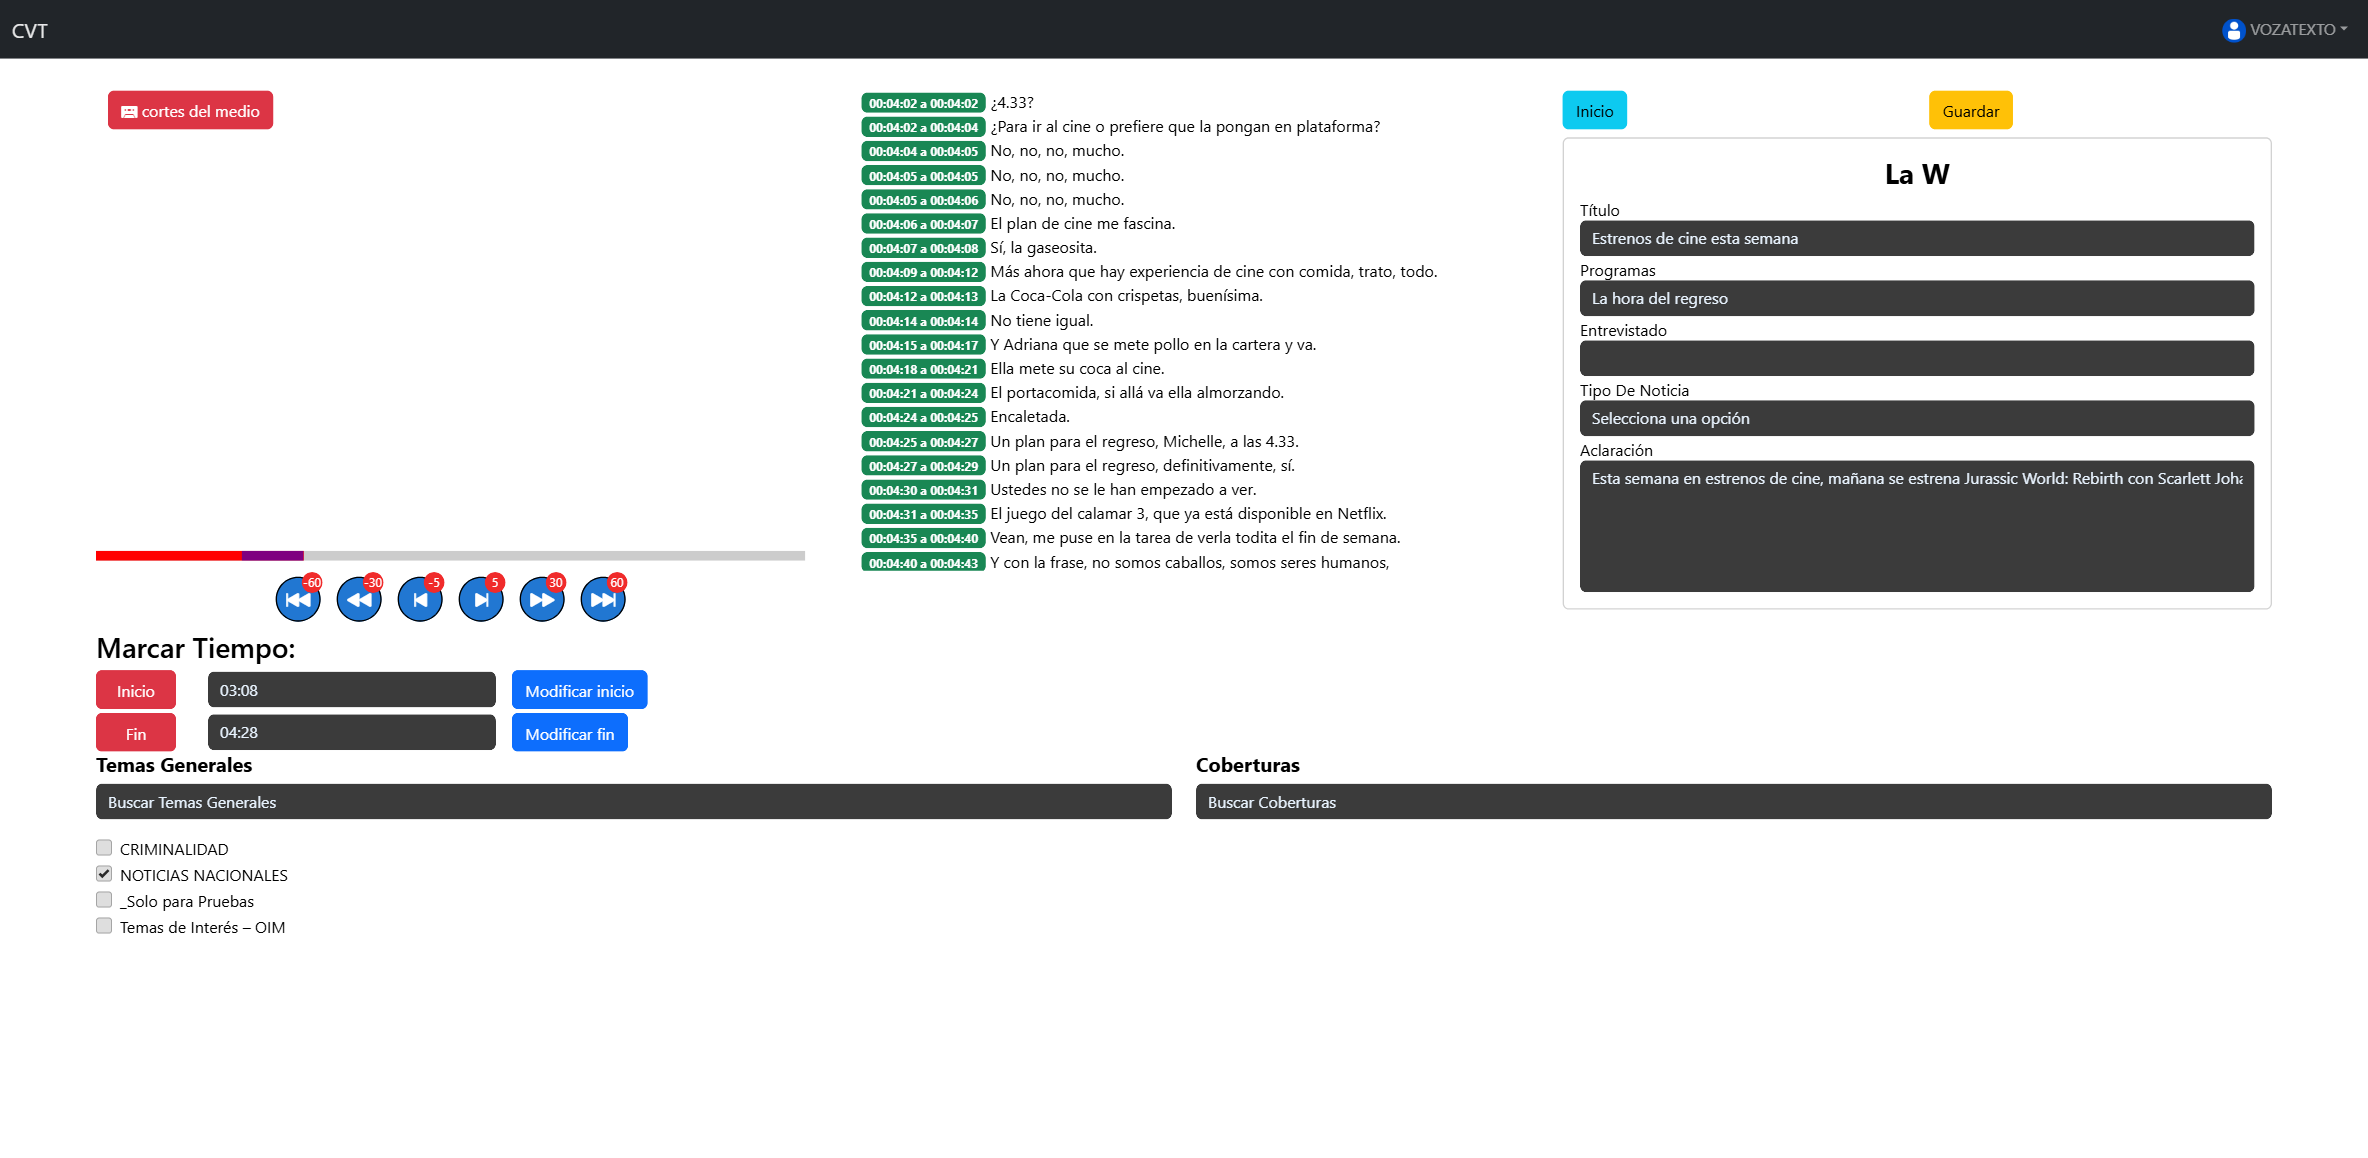 CVT
VOZATEXTO
cortes del medio
-60
-30
-5
5
30
60
Marcar Tiempo:
Inicio
03:08
Modificar inicio
Fin
04:28
Modificar fin
00:04:02 a 00:04:02 ¿4.33?
00:04:02 a 00:04:04 ¿Para ir al cine o prefiere que la pongan en plataforma?
00:04:04 a 00:04:05 No, no, no, mucho.
00:04:05 a 00:04:05 No, no, no, mucho.
00:04:05 a 00:04:06 No, no, no, mucho.
00:04:06 a 00:04:07 El plan de cine me fascina.
00:04:07 a 00:04:08 Sí, la gaseosita.
00:04:09 a 00:04:12 Más ahora que hay experiencia de cine con comida, trato, todo.
00:04:12 a 00:04:13 La Coca-Cola con crispetas, buenísima.
00:04:14 a 00:04:14 No tiene igual.
00:04:15 a 00:04:17 Y Adriana que se mete pollo en la cartera y va.
00:04:18 a 00:04:21 Ella mete su coca al cine.
00:04:21 a 00:04:24 El portacomida, si allá va ella almorzando.
00:04:24 a 00:04:25 Encaletada.
00:04:25 a 00:04:27 Un plan para el regreso, Michelle, a las 4.33.
00:04:27 a 00:04:29 Un plan para el regreso, definitivamente, sí.
00:04:30 a 00:04:31 Ustedes no se le han empezado a ver.
00:04:31 a 00:04:35 El juego del calamar 3, que ya está disponible en Netflix.
00:04:35 a 00:04:40 Vean, me puse en la tarea de verla todita el fin de semana.
00:04:40 a 00:04:43 Y con la frase, no somos caballos, somos seres humanos,
Inicio
Guardar
La W
Título
Estrenos de cine esta semana
Programas
La hora del regreso
Entrevistado
Tipo De Noticia
Selecciona una opción
Aclaración
Esta semana en estrenos de cine, mañana se estrena Jurassic World: Rebirth con Scarlett Joha
Temas Generales
Buscar Temas Generales
CRIMINALIDAD
NOTICIAS NACIONALES
_Solo para Pruebas
Temas de Interés – OIM
Coberturas
Buscar Coberturas